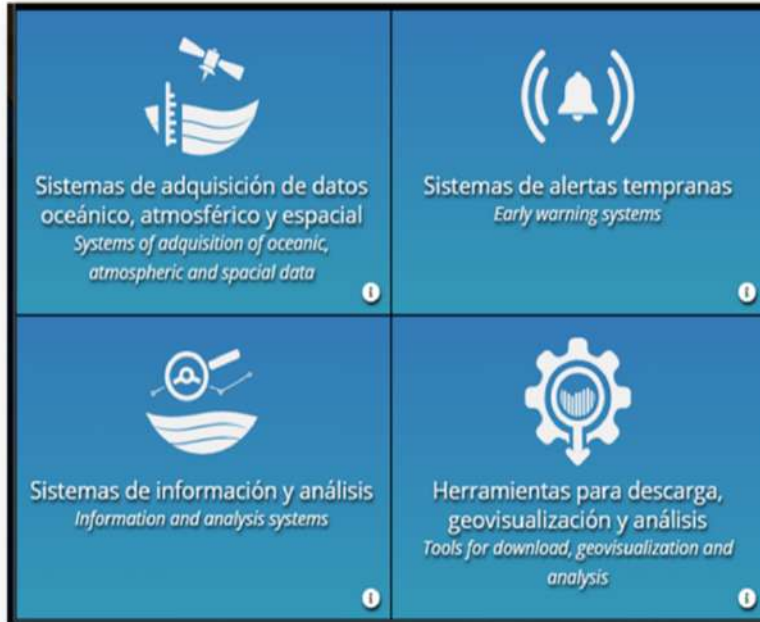 Sistemas de adquisición de datos
oceánico, atmosférico y espacial
Systems of adquisition of oceanic,
atmospheric and spacial data
i
Sistemas de alertas tempranas
Early warning systems
i
Sistemas de información y análisis
Information and analysis systems
i
Herramientas para descarga,
geovisualización y análisis
Tools for download, geovisualization and
analysis
i